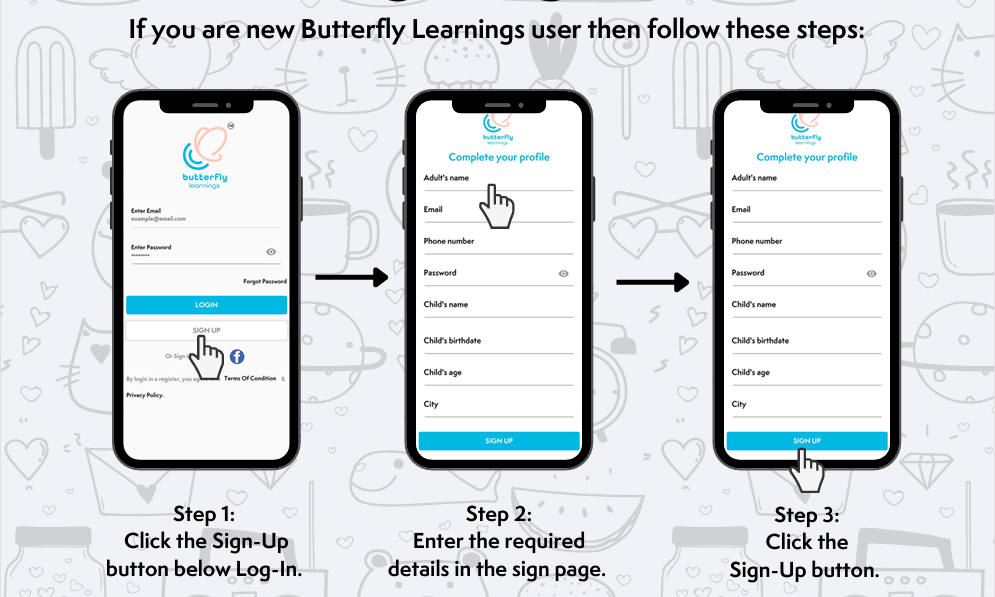 If you are new Butterfly Learnings user then follow these steps:
butterfly
learnings
Enter Email
example@email.com
Enter Password
Forgot Password
LOGIN
SIGN UP
Or Sign
By login in a register, you Terms Of Condition &
Privacy Policy.
Step 1:
Click the Sign-Up
button below Log-In.
butterfly
learnings
Complete your profile
Adult's name
Email
Phone number
Password
Child's name
Child's birthdate
Child's age
City
SIGN UP
Step 2:
Enter the required
details in the sign page.
butterfly
learnings
Complete your profile
Adult's name
Email
Phone number
Password
Child's name
Child's birthdate
Child's age
City
SIGN UP
Step 3:
Click the
Sign-Up button.